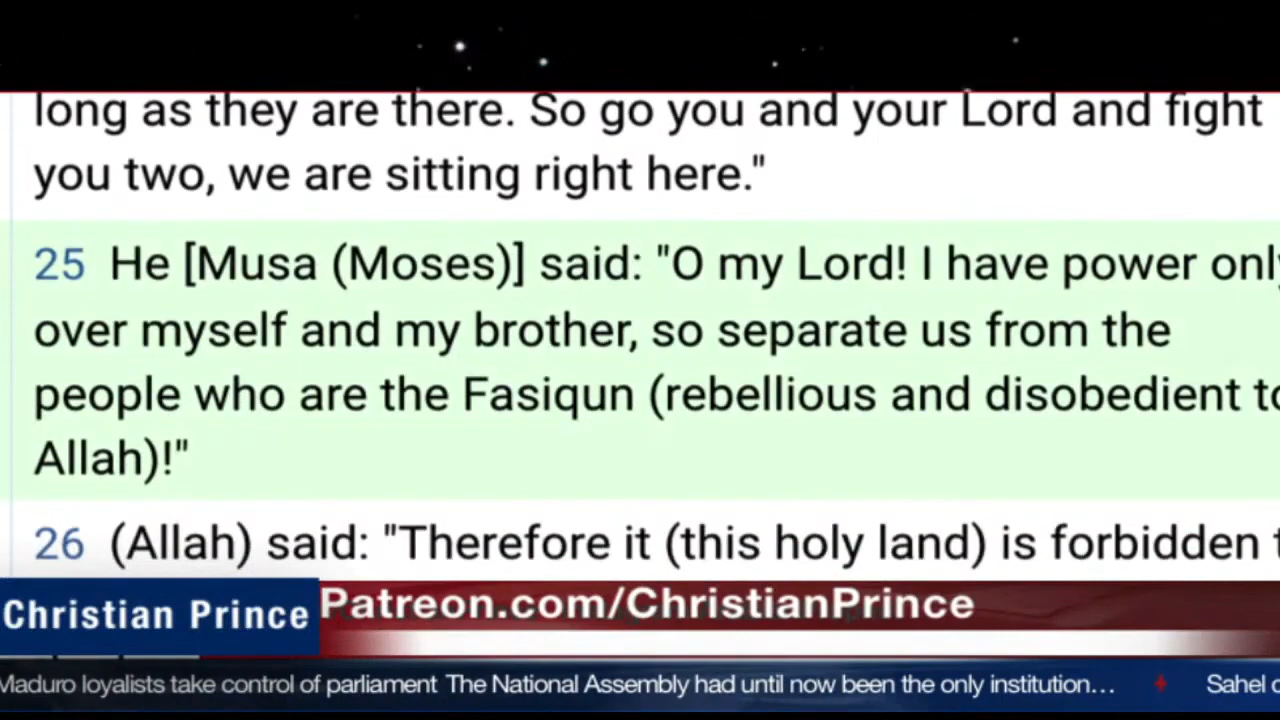 long as they are there. So go you and your Lord and fight
you two, we are sitting right here."
25 He [Musa (Moses)] said: "O my Lord! I have power only
over myself and my brother, so separate us from the
people who are the Fasiqun (rebellious and disobedient to
Allah)!"
26 (Allah) said: "Therefore it (this holy land) is forbidden
Christian Prince
Patreon.com/ChristianPrince
Maduro loyalists take control of parliament The National Assembly had until now been the only institution… Sahel